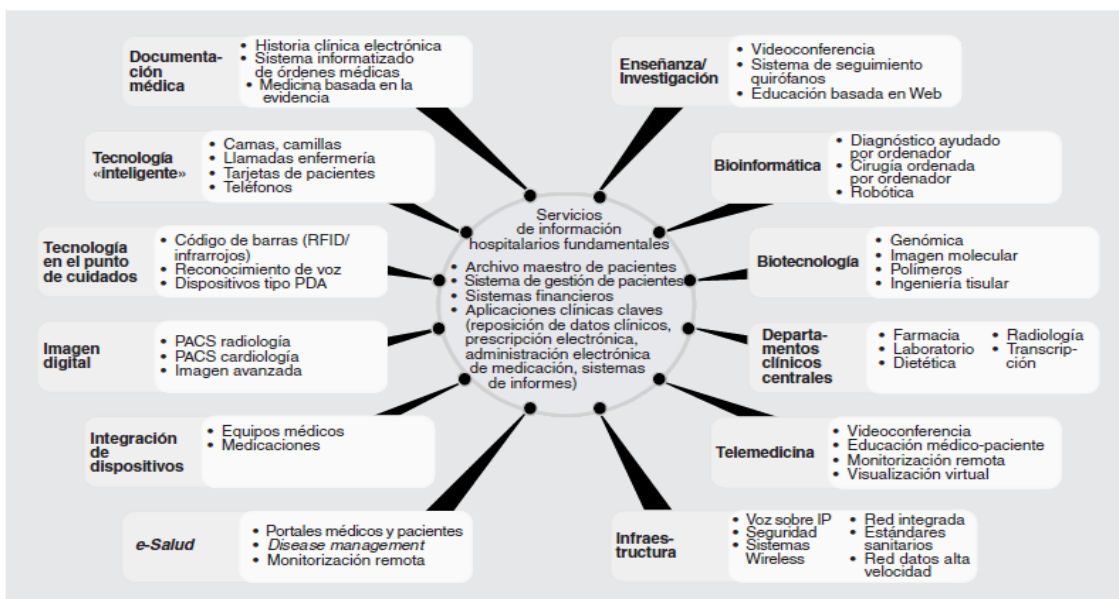 Documenta-
ción
médica
• Historia clínica electrónica
• Sistema informatizado
de órdenes médicas
• Medicina basada en la
evidencia
Enseñanza/
Investigación
• Videoconferencia
• Sistema de seguimiento
quirófanos
• Educación basada en Web
Tecnología
«inteligente»
• Camas, camillas
• Llamadas enfermería
• Tarjetas de pacientes
• Teléfonos
Bioinformática
• Diagnóstico ayudado
por ordenador
• Cirugía ordenada
por ordenador
• Robótica
Tecnología
en el punto
de cuidados
• Código de barras (RFID/
infrarrojos)
• Reconocimiento de voz
• Dispositivos tipo PDA
Servicios
de información
hospitalarios fundamentales
• Archivo maestro de pacientes
• Sistema de gestión de pacientes
• Sistemas financieros
• Aplicaciones clínicas claves
(reposición de datos clínicos,
prescripción electrónica,
administración electrónica
de medicación, sistemas
de informes)
Biotecnología
• Genómica
• Imagen molecular
• Polímeros
• Ingeniería tisular
Imagen
digital
• PACS radiología
• PACS cardiología
• Imagen avanzada
Departa-
mentos
clínicos
centrales
• Farmacia
• Laboratorio
• Dietética
• Radiología
• Transcrip-
ción
Integración
de
dispositivos
• Equipos médicos
• Medicaciones
Telemedicina
• Videoconferencia
• Educación médico-paciente
• Monitorización remota
• Visualización virtual
e-Salud
• Portales médicos y pacientes
• Disease management
• Monitorización remota
Infraes-
tructura
• Voz sobre IP
• Seguridad
• Sistemas
Wireless
• Red integrada
• Estándares
sanitarios
• Red datos alta
velocidad